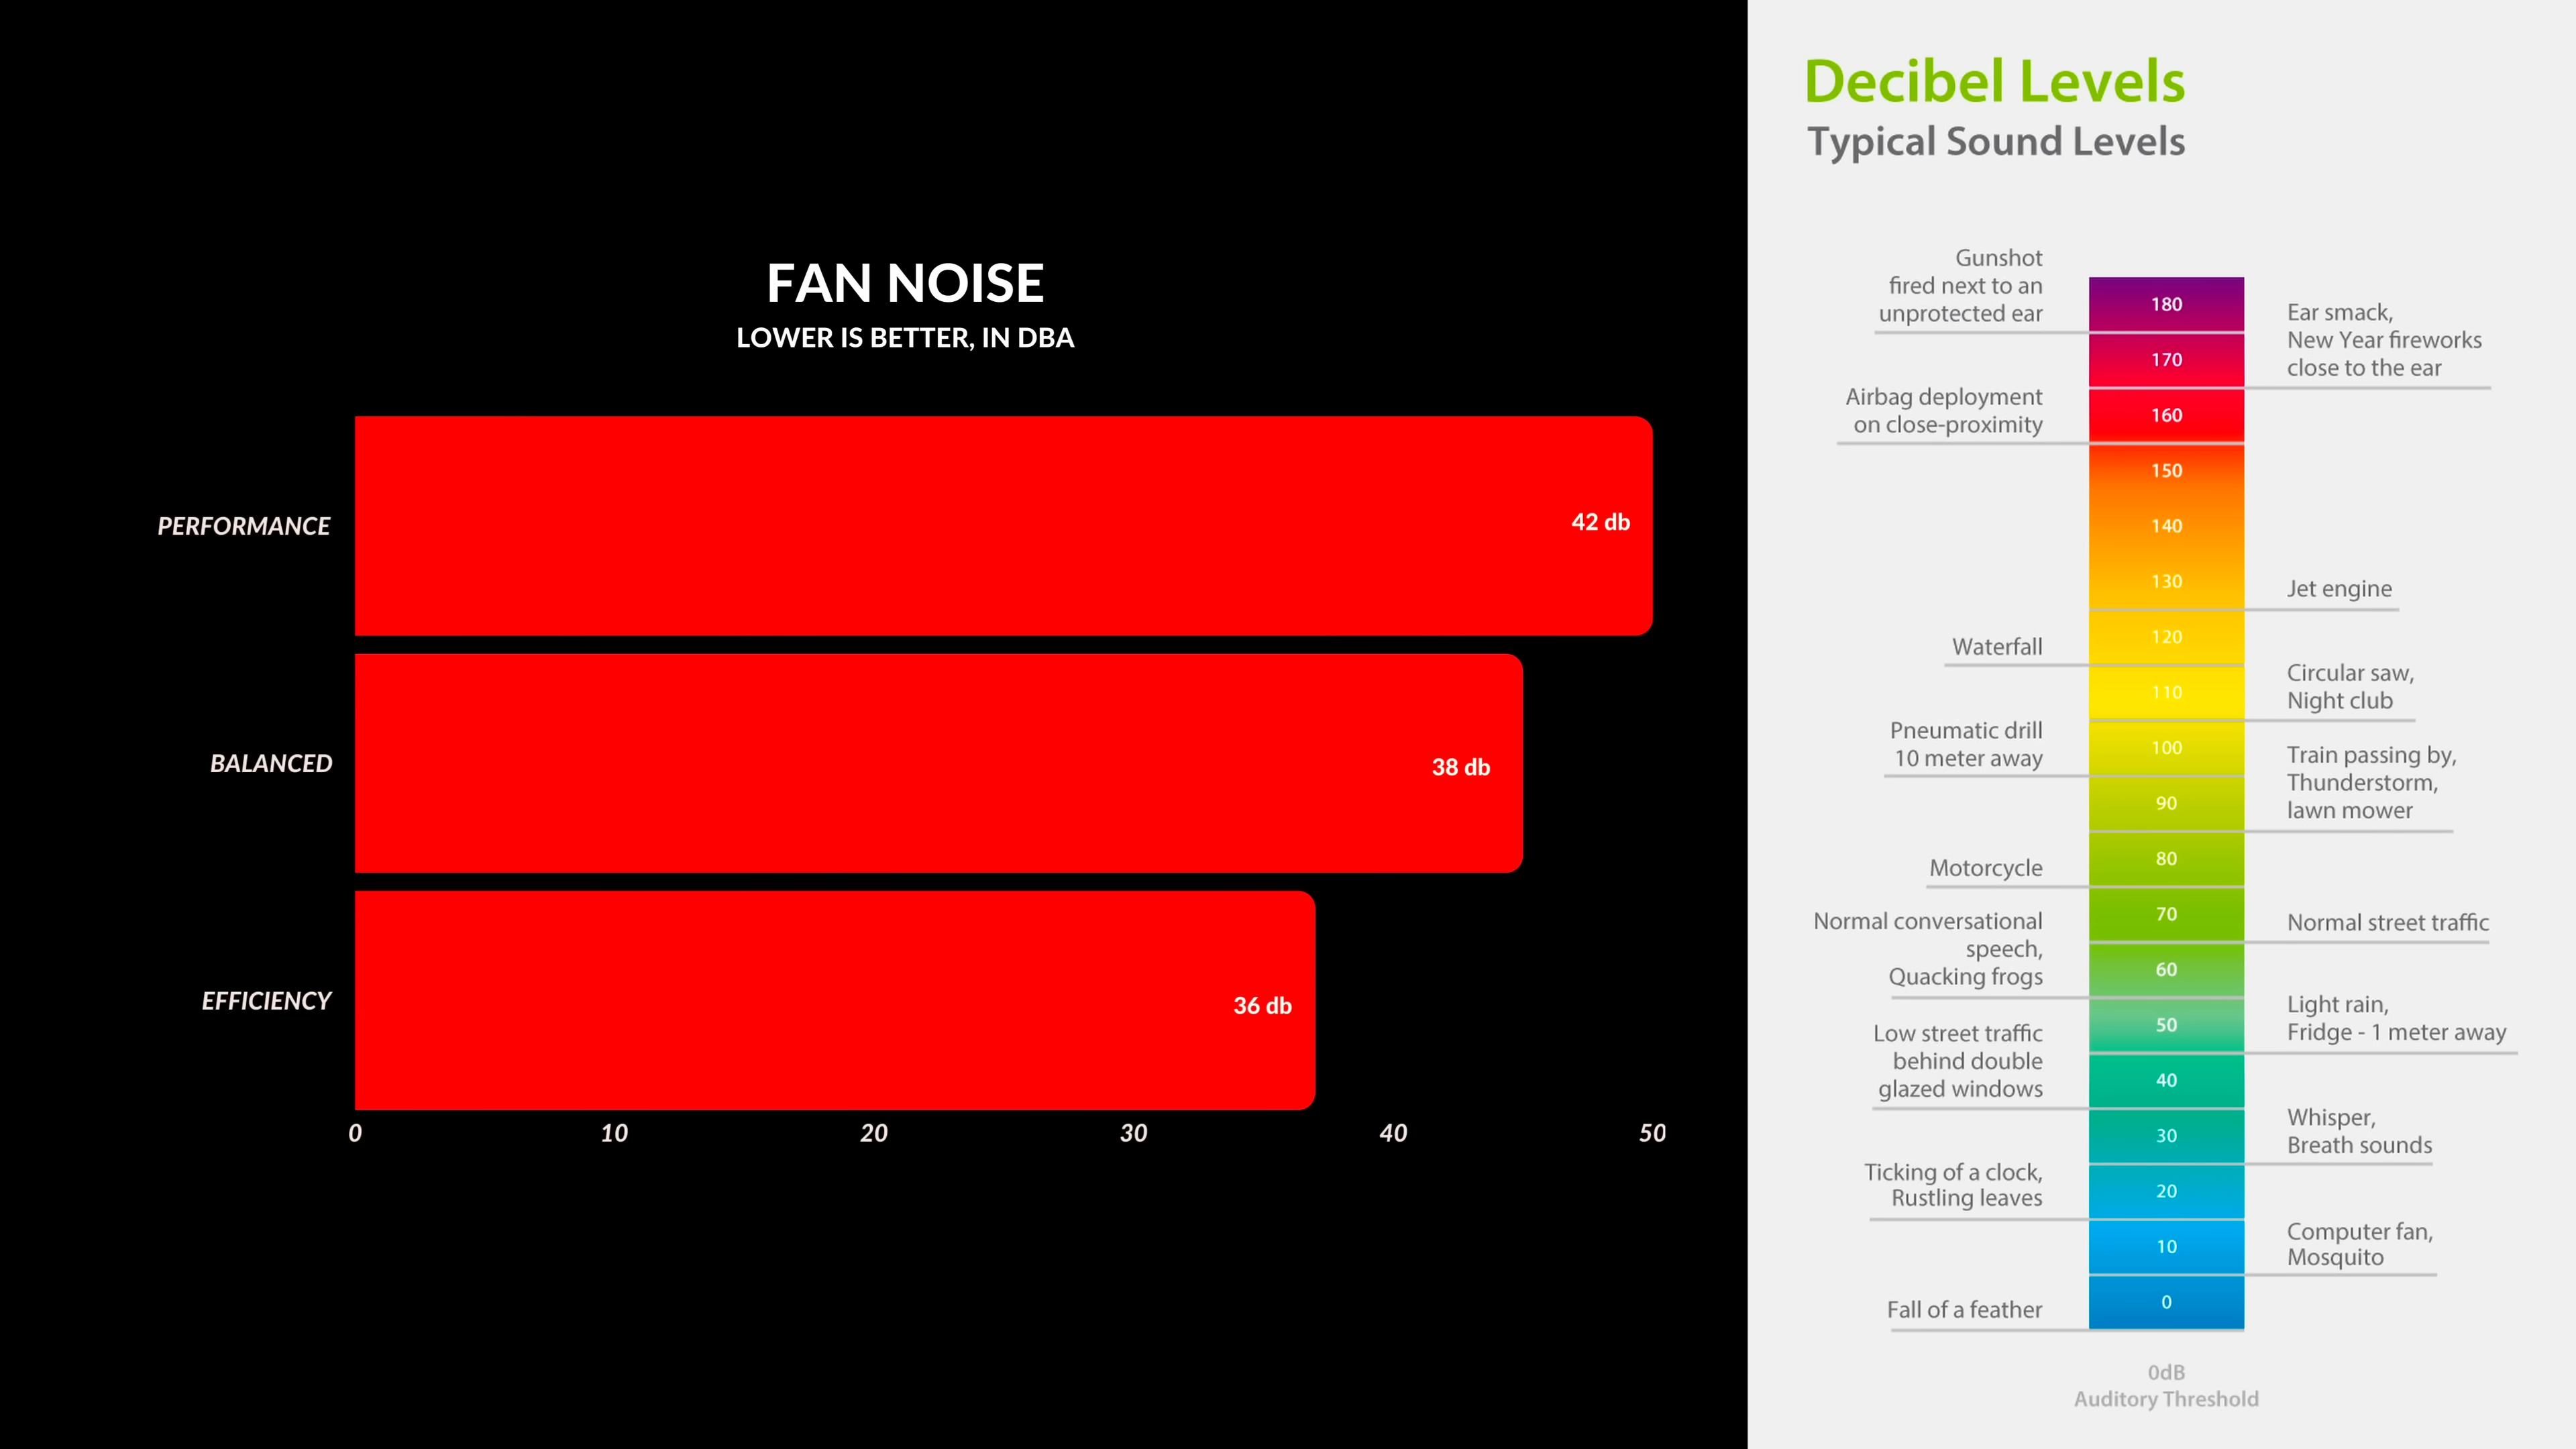 FAN NOISE
LOWER IS BETTER, IN DBA
PERFORMANCE
42 db
BALANCED
38 db
EFFICIENCY
36 db
0
10
20
30
40
50
Decibel Levels
Typical Sound Levels
Gunshot
fired next to an
unprotected ear
180
Ear smack,
New Year fireworks
close to the ear
170
Airbag deployment
on close-proximity
160
150
140
130
Jet engine
120
Waterfall
Circular saw,
Night club
110
Pneumatic drill
10 meter away
100
Train passing by,
Thunderstorm,
lawn mower
90
80
Motorcycle
70
Normal street traffic
Normal conversational
speech,
Quacking frogs
60
Light rain,
Fridge - 1 meter away
50
Low street traffic
behind double
glazed windows
40
Whisper,
Breath sounds
30
Ticking of a clock,
Rustling leaves
20
Computer fan,
Mosquito
10
Fall of a feather
0
0dB
Auditory Threshold